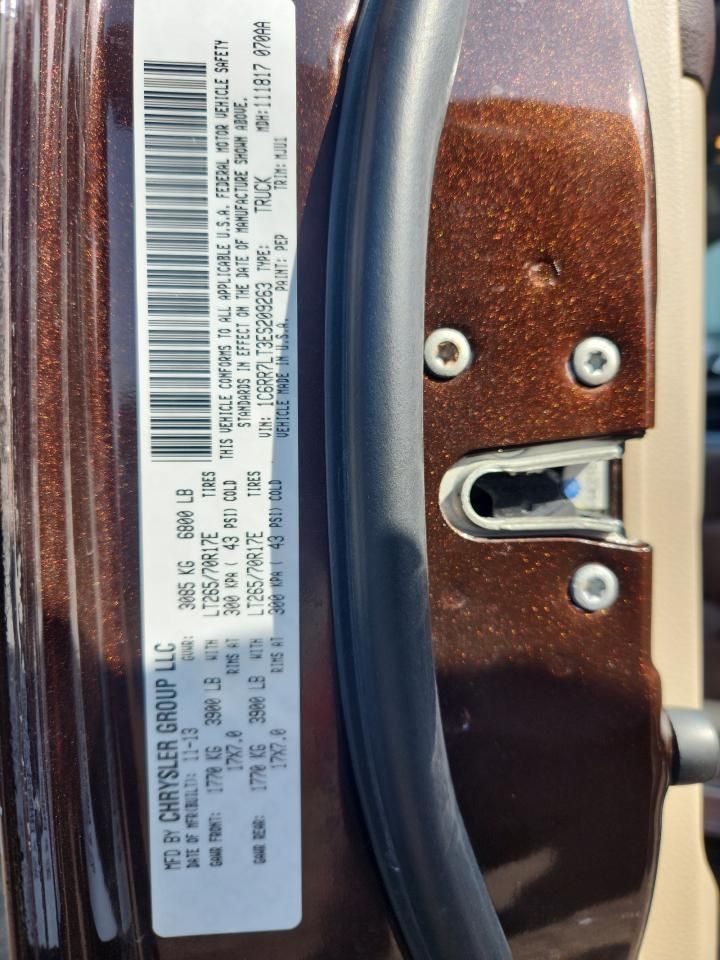 MFD BY CHRYSLER GROUP LLC
DATE OF MFR(BUILT): 11-13 GVWR: 3085 KG 6800 LB
GAWR FRONT: WITH TIRES
1770 KG 3900 LB LT265/70R17E
RIMS AT
17X7.0 300 KPA ( 43 PSI) COLD
GAWR REAR: WITH TIRES
1770 KG 3900 LB LT265/70R17E
RIMS AT
17X7.0 300 KPA ( 43 PSI) COLD
THIS VEHICLE CONFORMS TO ALL APPLICABLE U.S.A. FEDERAL MOTOR VEHICLE SAFETY
STANDARDS IN EFFECT ON THE DATE OF MANUFACTURE SHOWN ABOVE.
VIN: 1C6RR7LT3ES209263 TYPE: TRUCK MDH: 111817 070AA
VEHICLE MADE IN U.S.A. PAINT: PEP TRIM: MJU1